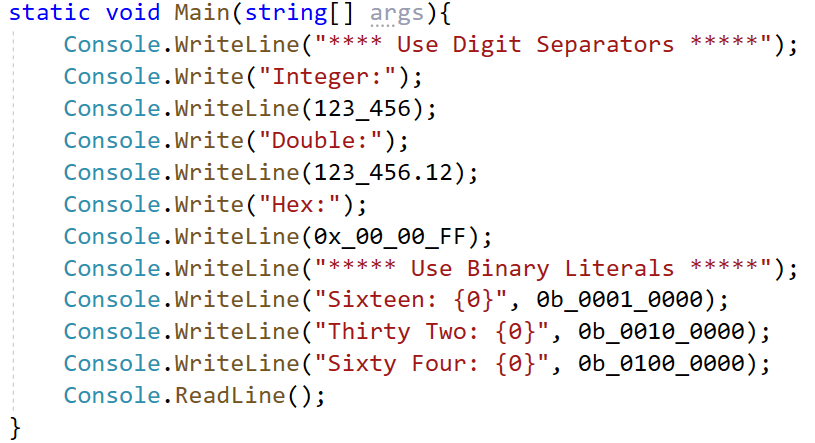 static void Main(string[] args){
    Console.WriteLine("**** Use Digit Separators *****");
    Console.Write("Integer:");
    Console.WriteLine(123_456);
    Console.Write("Double:");
    Console.WriteLine(123_456.12);
    Console.Write("Hex:");
    Console.WriteLine(0x_00_00_FF);
    Console.WriteLine("***** Use Binary Literals *****");
    Console.WriteLine("Sixteen: {0}", 0b_0001_0000);
    Console.WriteLine("Thirty Two: {0}", 0b_0010_0000);
    Console.WriteLine("Sixty Four: {0}", 0b_0100_0000);
    Console.ReadLine();
}